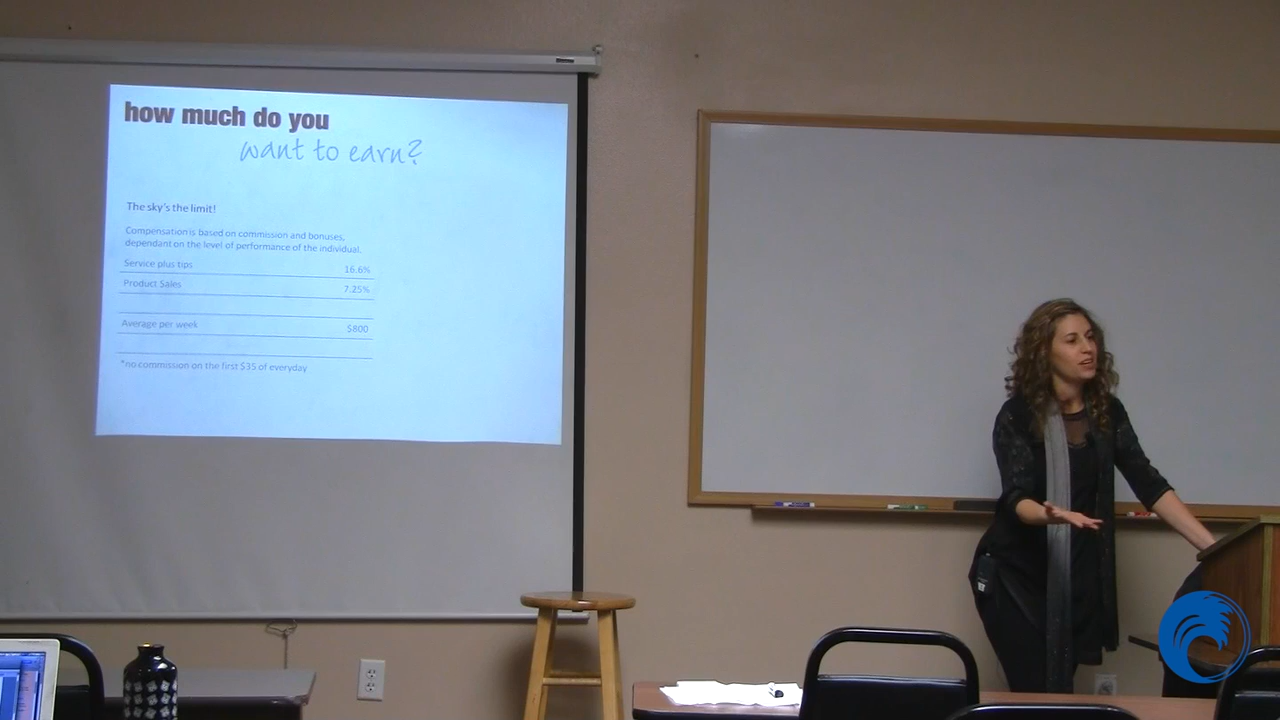 how much do you
want to earn?
The sky's the limit!
Compensation is based on commission and bonuses,
dependant on the level of performance of the individual.
Service plus tips 16.6%
Product Sales 7.25%
Average per week $800
*no commission on the first $35 of everyday